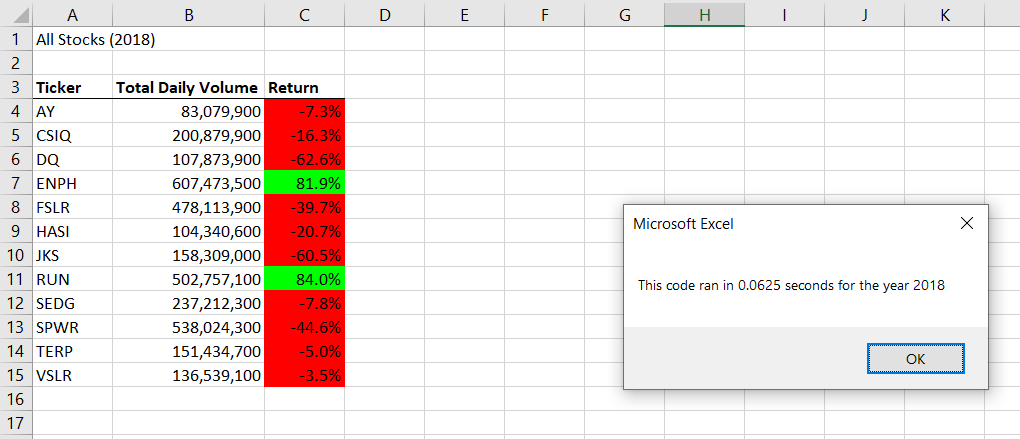 A B C D E F G H I J K
1 All Stocks (2018)
2
3 Ticker Total Daily Volume Return
4 AY 83,079,900 -7.3%
5 CSIQ 200,879,900 -16.3%
6 DQ 107,873,900 -62.6%
7 ENPH 607,473,500 81.9%
8 FSLR 478,113,900 -39.7%
9 HASI 104,340,600 -20.7%
10 JKS 158,309,000 -60.5%
11 RUN 502,757,100 84.0%
12 SEDG 237,212,300 -7.8%
13 SPWR 538,024,300 -44.6%
14 TERP 151,434,700 -5.0%
15 VSLR 136,539,100 -3.5%
16
17
Microsoft Excel
This code ran in 0.0625 seconds for the year 2018
OK